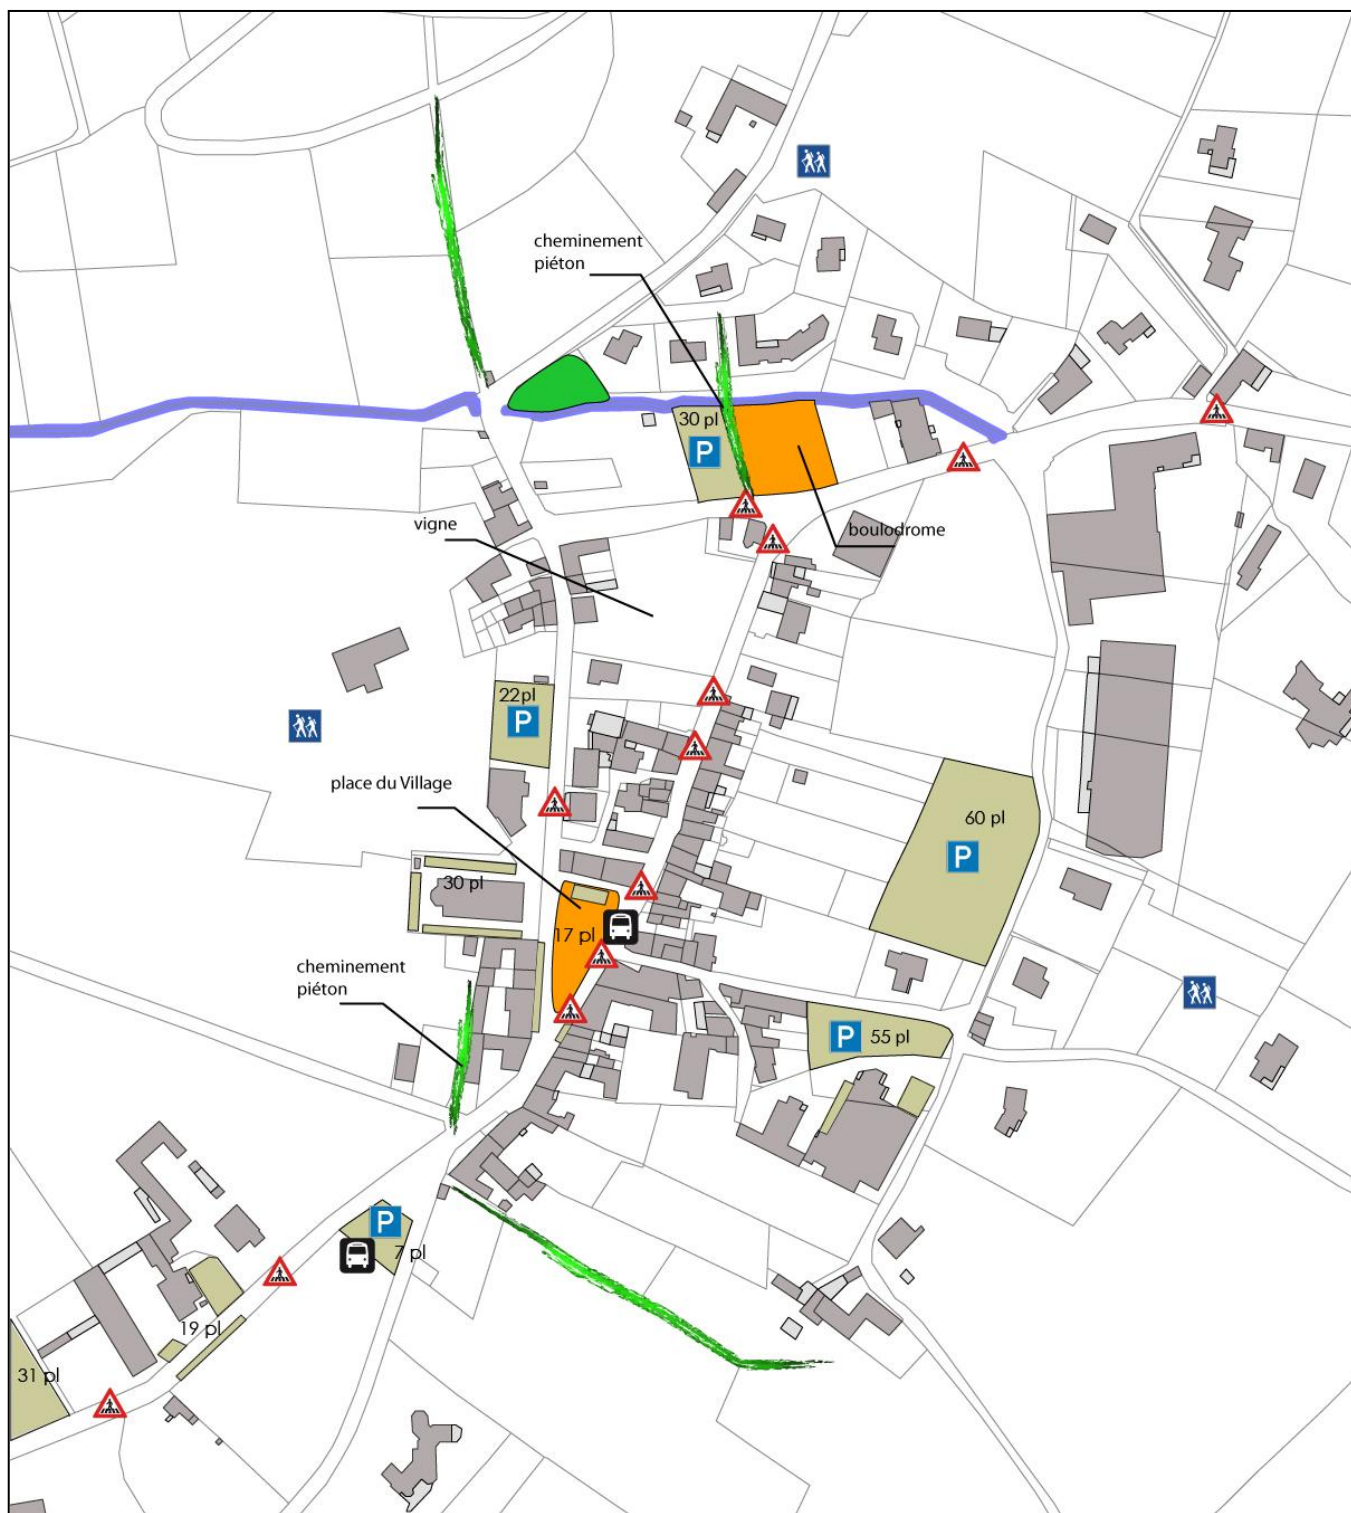 cheminement
piéton
30 pl
P
vigne
boulodrome
22pl
P
place du Village
60 pl
P
30 pl
17 pl
cheminement
piéton
P
55 pl
P
7 pl
19 pl
31 pl